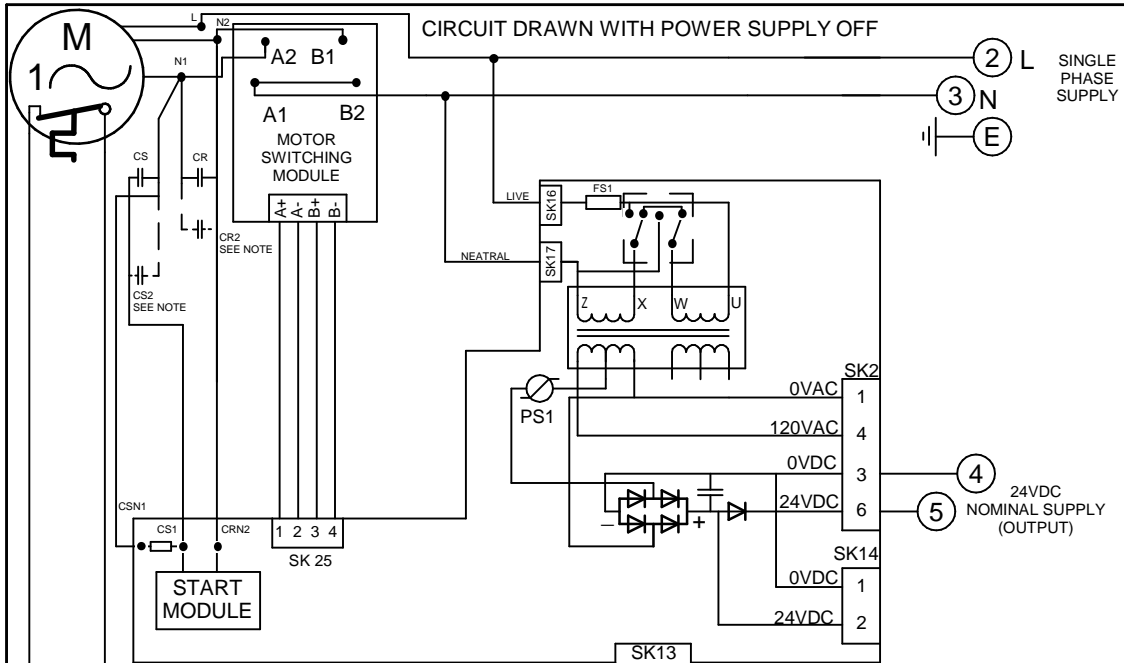 CIRCUIT DRAWN WITH POWER SUPPLY OFF
M
1
L
N2
N1
A2 B1
A1 B2
MOTOR
SWITCHING
MODULE
A+ A- B+ B-
2 L
3 N
E
SINGLE
PHASE
SUPPLY
CS
CR
CR2
SEE NOTE
CS2
SEE NOTE
LIVE
SK16
FS1
NEATRAL
SK17
Z X W U
PS1
SK2
0VAC 1
120VAC 4
0VDC 3
24VDC 6
4
5
24VDC
NOMINAL SUPPLY
(OUTPUT)
– +
SK14
0VDC 1
24VDC 2
CSN1
CS1
CRN2
1 2 3 4
SK 25
START
MODULE
SK13